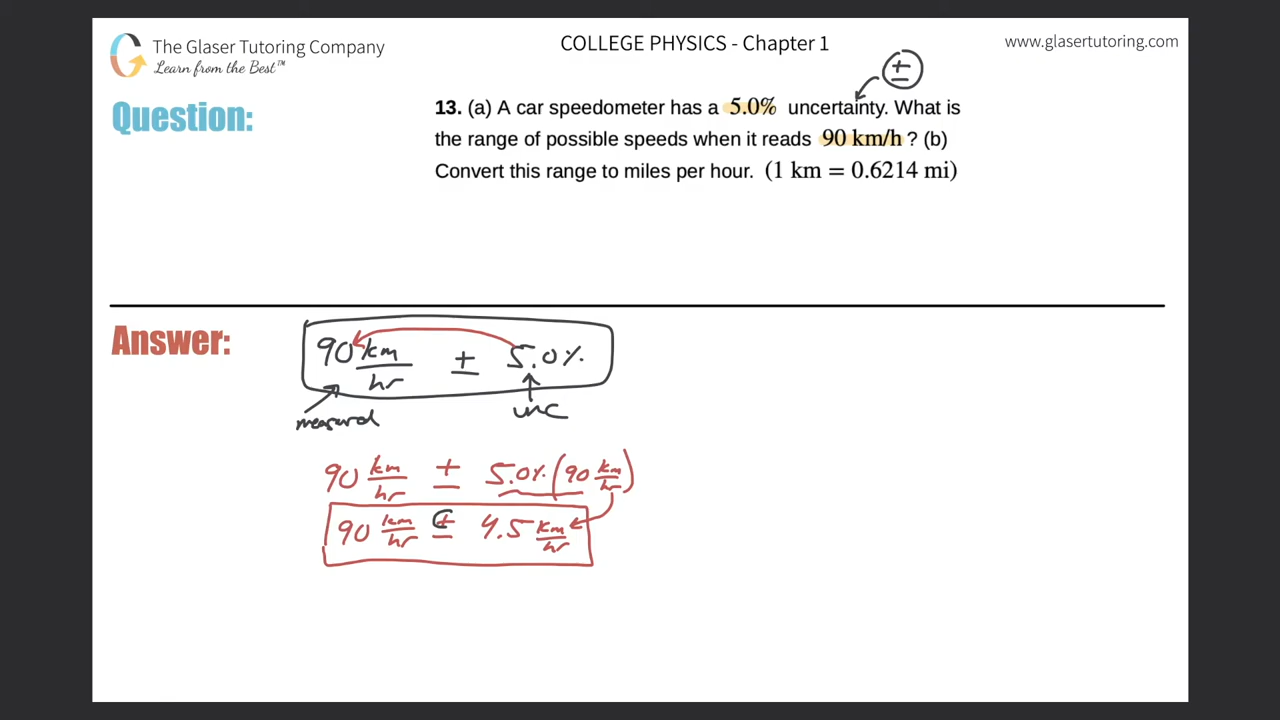 The Glaser Tutoring Company
Learn from the Best™
COLLEGE PHYSICS - Chapter 1
www.glasertutoring.com
±
Question:
13. (a) A car speedometer has a 5.0% uncertainty. What is
the range of possible speeds when it reads 90 km/h ? (b)
Convert this range to miles per hour. (1 km = 0.6214 mi)
Answer:
90 km/hr ± 5.0%
measured
unc
90 km/hr ± 5.0% (90 km/hr)
90 km/hr ± 4.5 km/hr